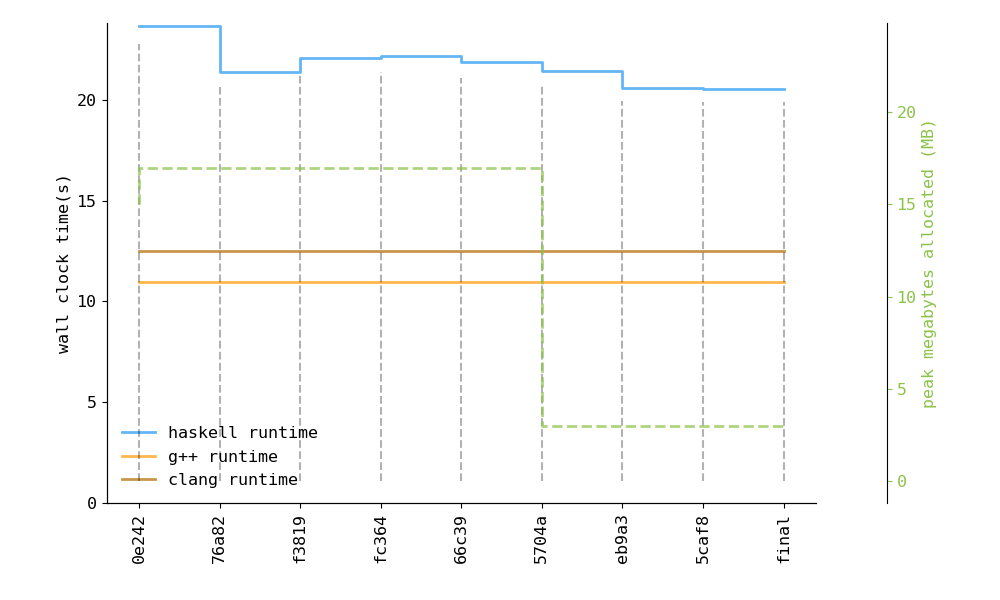 wall clock time(s)
20
15
10
5
0
haskell runtime
g++ runtime
clang runtime
0e242
76a82
f3819
fc364
66c39
5704a
eb9a3
5caf8
final
20
15
10
5
0
peak megabytes allocated (MB)